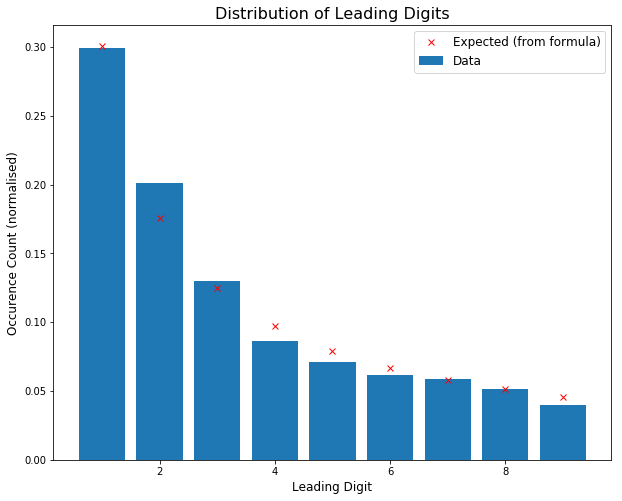 Distribution of Leading Digits
Expected (from formula)
Data
Occurence Count (normalised)
0.30
0.25
0.20
0.15
0.10
0.05
0.00
2
4
6
8
Leading Digit